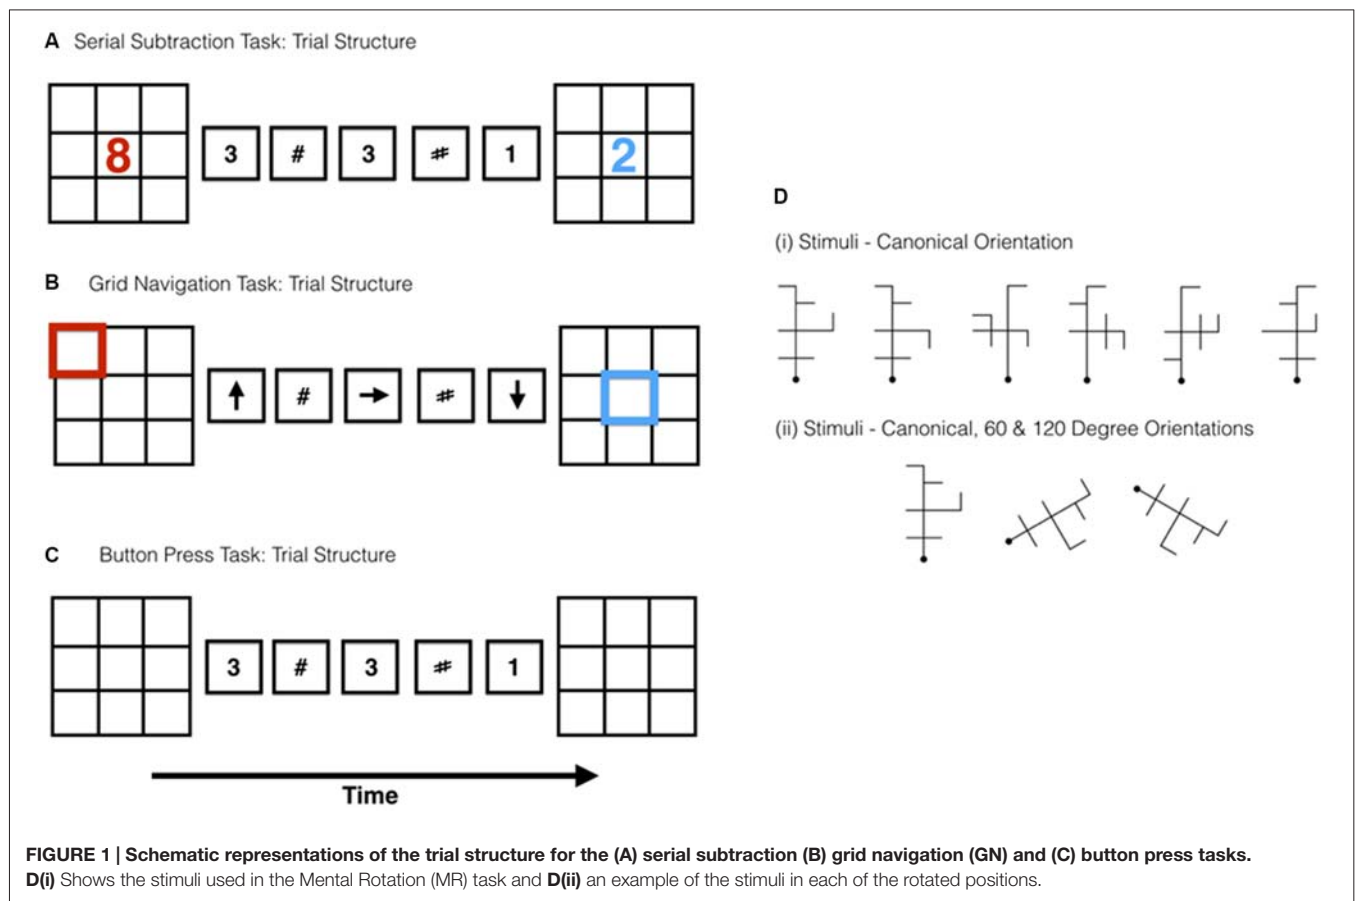 A Serial Subtraction Task: Trial Structure
8 3 # 3 # 1 2
B Grid Navigation Task: Trial Structure
↑ # → # ↓
C Button Press Task: Trial Structure
3 # 3 # 1
Time
D
(i) Stimuli - Canonical Orientation
(ii) Stimuli - Canonical, 60 & 120 Degree Orientations
FIGURE 1 | Schematic representations of the trial structure for the (A) serial subtraction (B) grid navigation (GN) and (C) button press tasks.
D(i) Shows the stimuli used in the Mental Rotation (MR) task and D(ii) an example of the stimuli in each of the rotated positions.